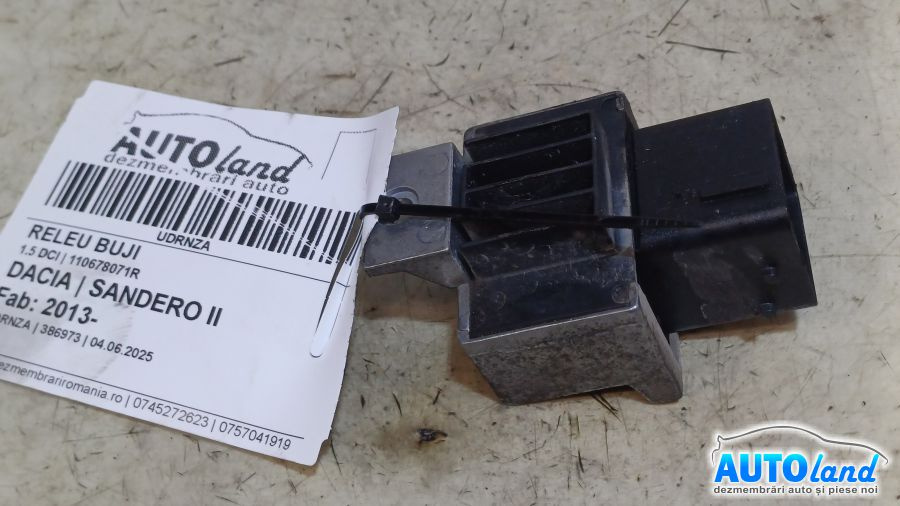 AUTOland
dezmembrări auto
UDRNZA
RELEU BUJI
1.5 DCI | 110678071R
DACIA | SANDERO II
Fab: 2013-
UDRNZA | 386973 | 04.06.2025
dezmembrariromania.ro | 0745272623 | 0757041919
AUTOland
dezmembrări auto și piese noi